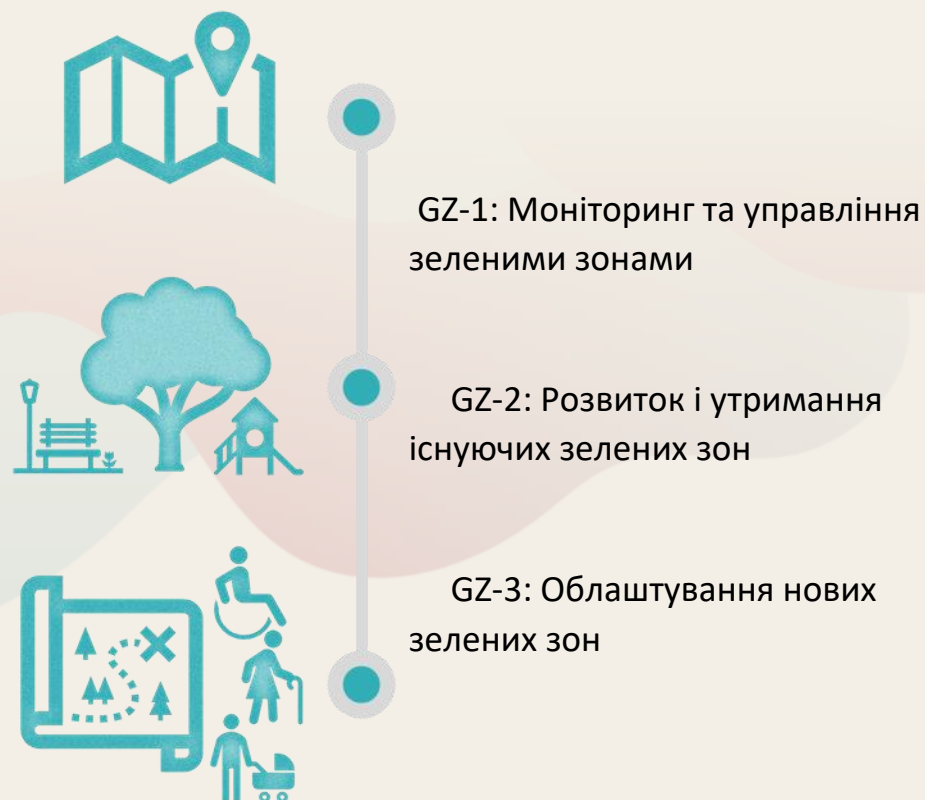 GZ-1: Моніторинг та управління
зеленими зонами
GZ-2: Розвиток і утримання
існуючих зелених зон
GZ-3: Облаштування нових
зелених зон